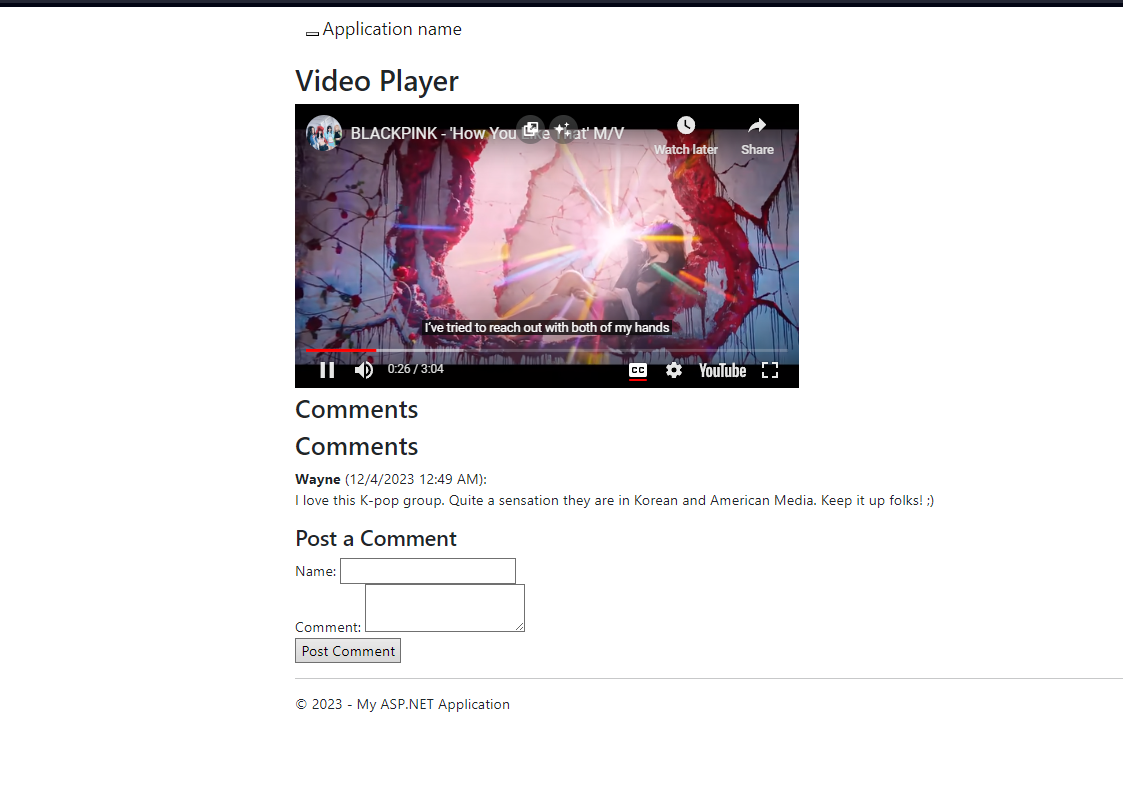 Application name
Video Player
BLACKPINK - 'How You Like That' M/V
Watch later
Share
I've tried to reach out with both of my hands
0:26 / 3:04
CC
YouTube
Comments
Comments
Wayne (12/4/2023 12:49 AM):
I love this K-pop group. Quite a sensation they are in Korean and American Media. Keep it up folks! ;)
Post a Comment
Name:
Comment:
Post Comment
© 2023 - My ASP.NET Application